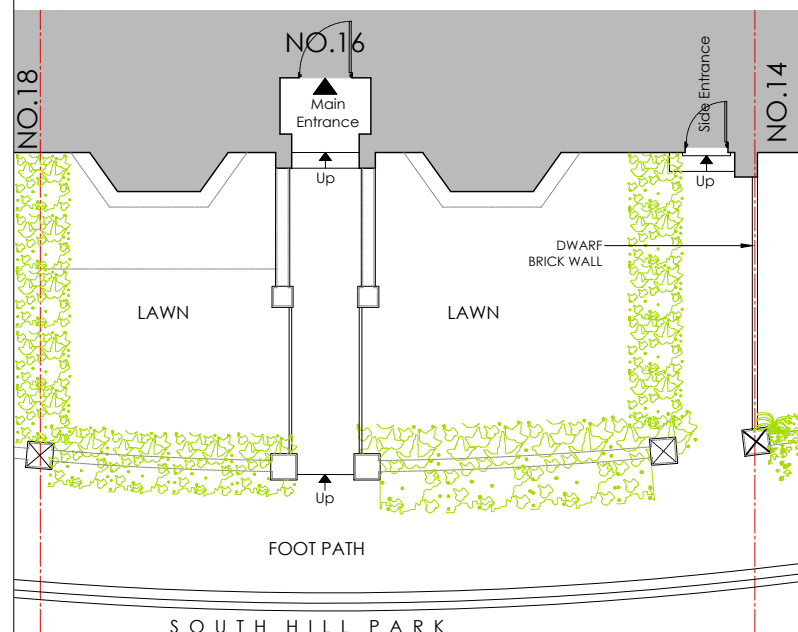 NO.16
NO.18
Main
Entrance
Side Entrance
NO.14
Up
Up
DWARF
BRICK WALL
LAWN
LAWN
Up
FOOT PATH
SOUTH HILL PARK